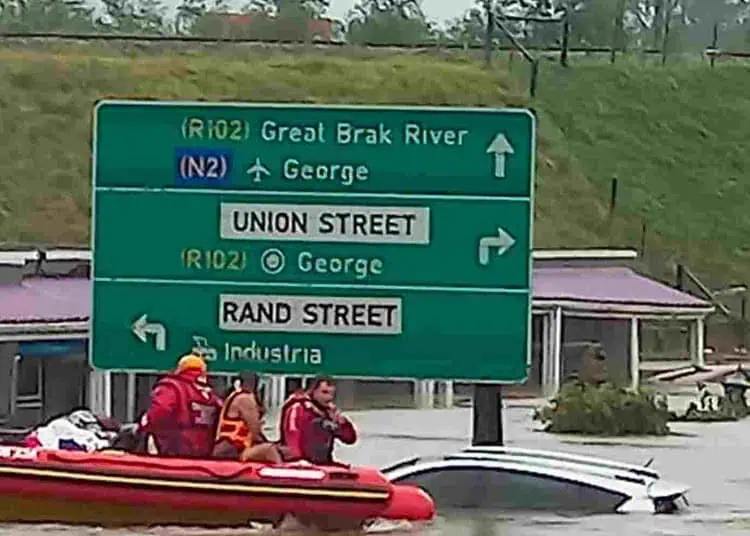 (R102) Great Brak River
(N2) George
UNION STREET
(R102) George
RAND STREET
Industria